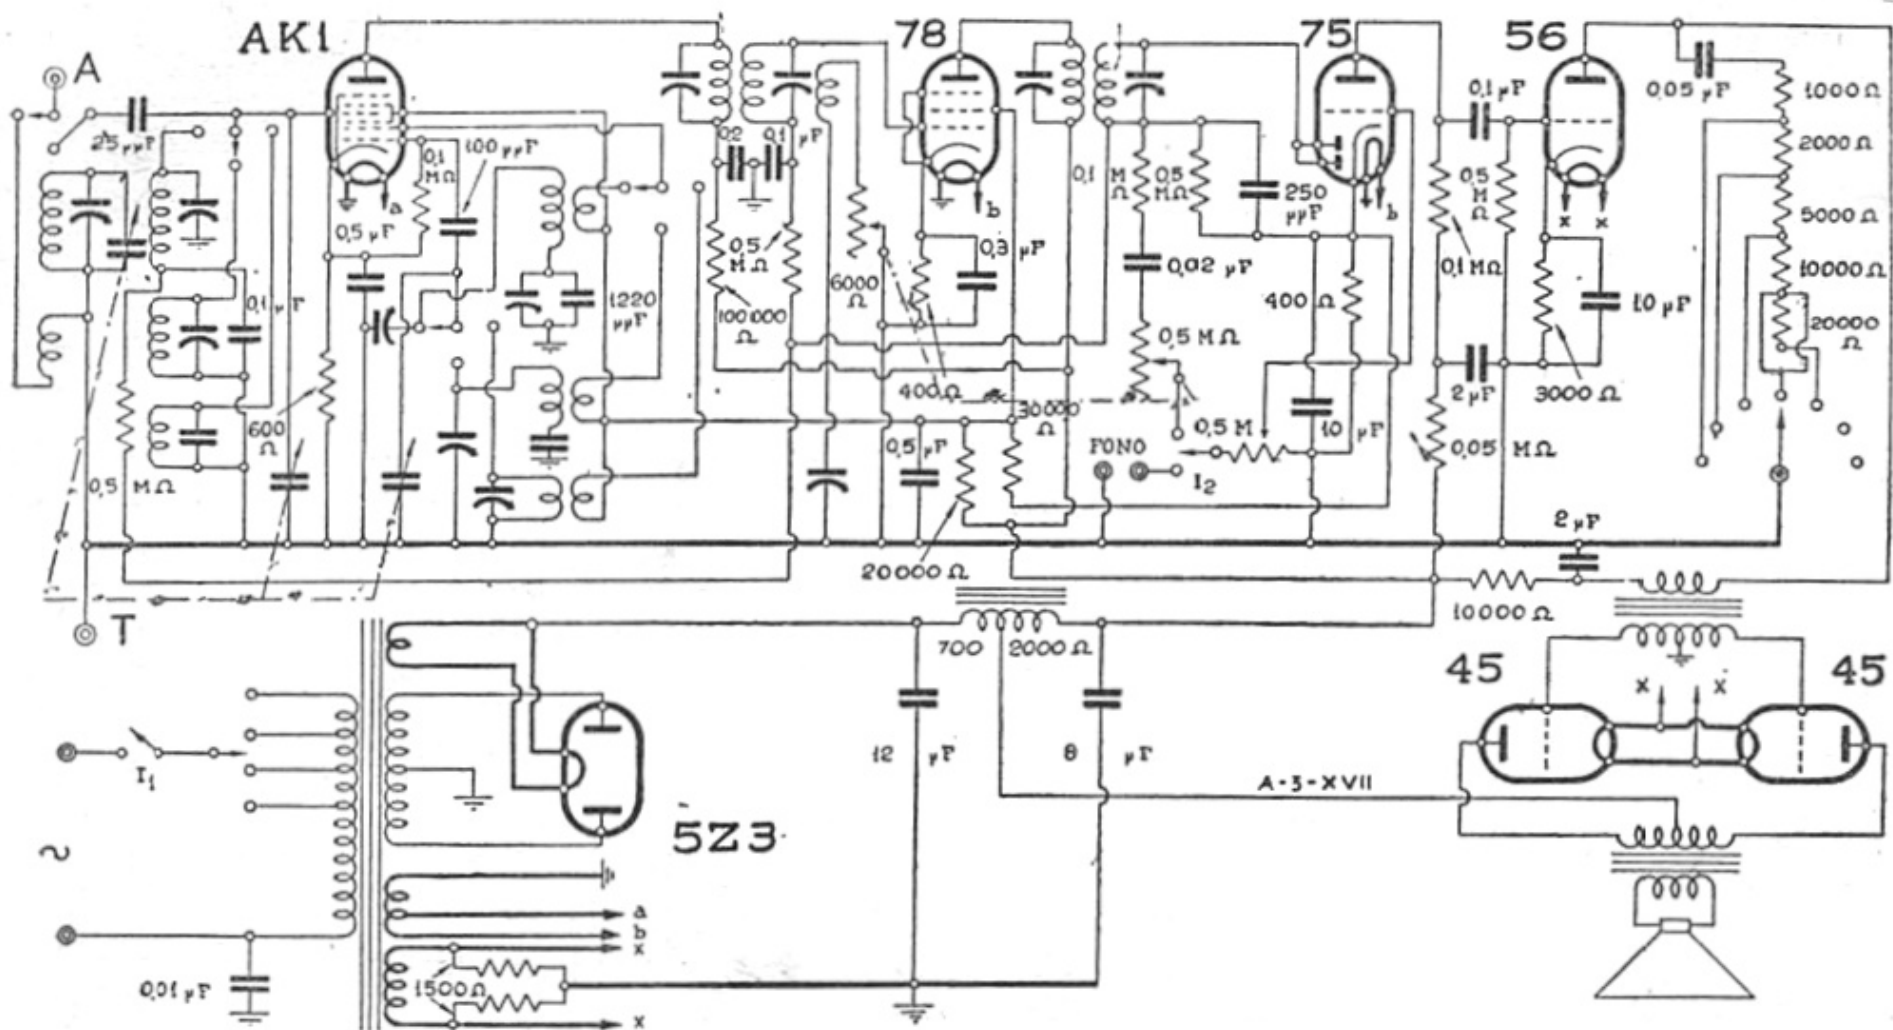 AK1
78
75
56
A
25 μμF
0,1 MΩ
100 μμF
a
0,5 μF
0,1 μF
1220 μμF
600 Ω
0,5 MΩ
0,2
0,1 μF
0,5 MΩ
100000 Ω
6000 Ω
b
0,3 μF
400 Ω
30000 Ω
0,5 μF
20000 Ω
0,1 MΩ
0,5 MΩ
250 μμF
0,02 μF
0,5 MΩ
400 Ω
0,5 M
10 μF
FONO
I2
b
0,1 μF
0,5 MΩ
0,1 MΩ
2 μF
0,05 MΩ
x x
10 μF
3000 Ω
0,05 μF
1000 Ω
2000 Ω
5000 Ω
10000 Ω
20000 Ω
2 μF
10000 Ω
T
700 2000 Ω
45
45
x x
I1
12 μF
8 μF
A-3-XVII
5Z3
~
a
b
x
1500 Ω
x
0,01 μF